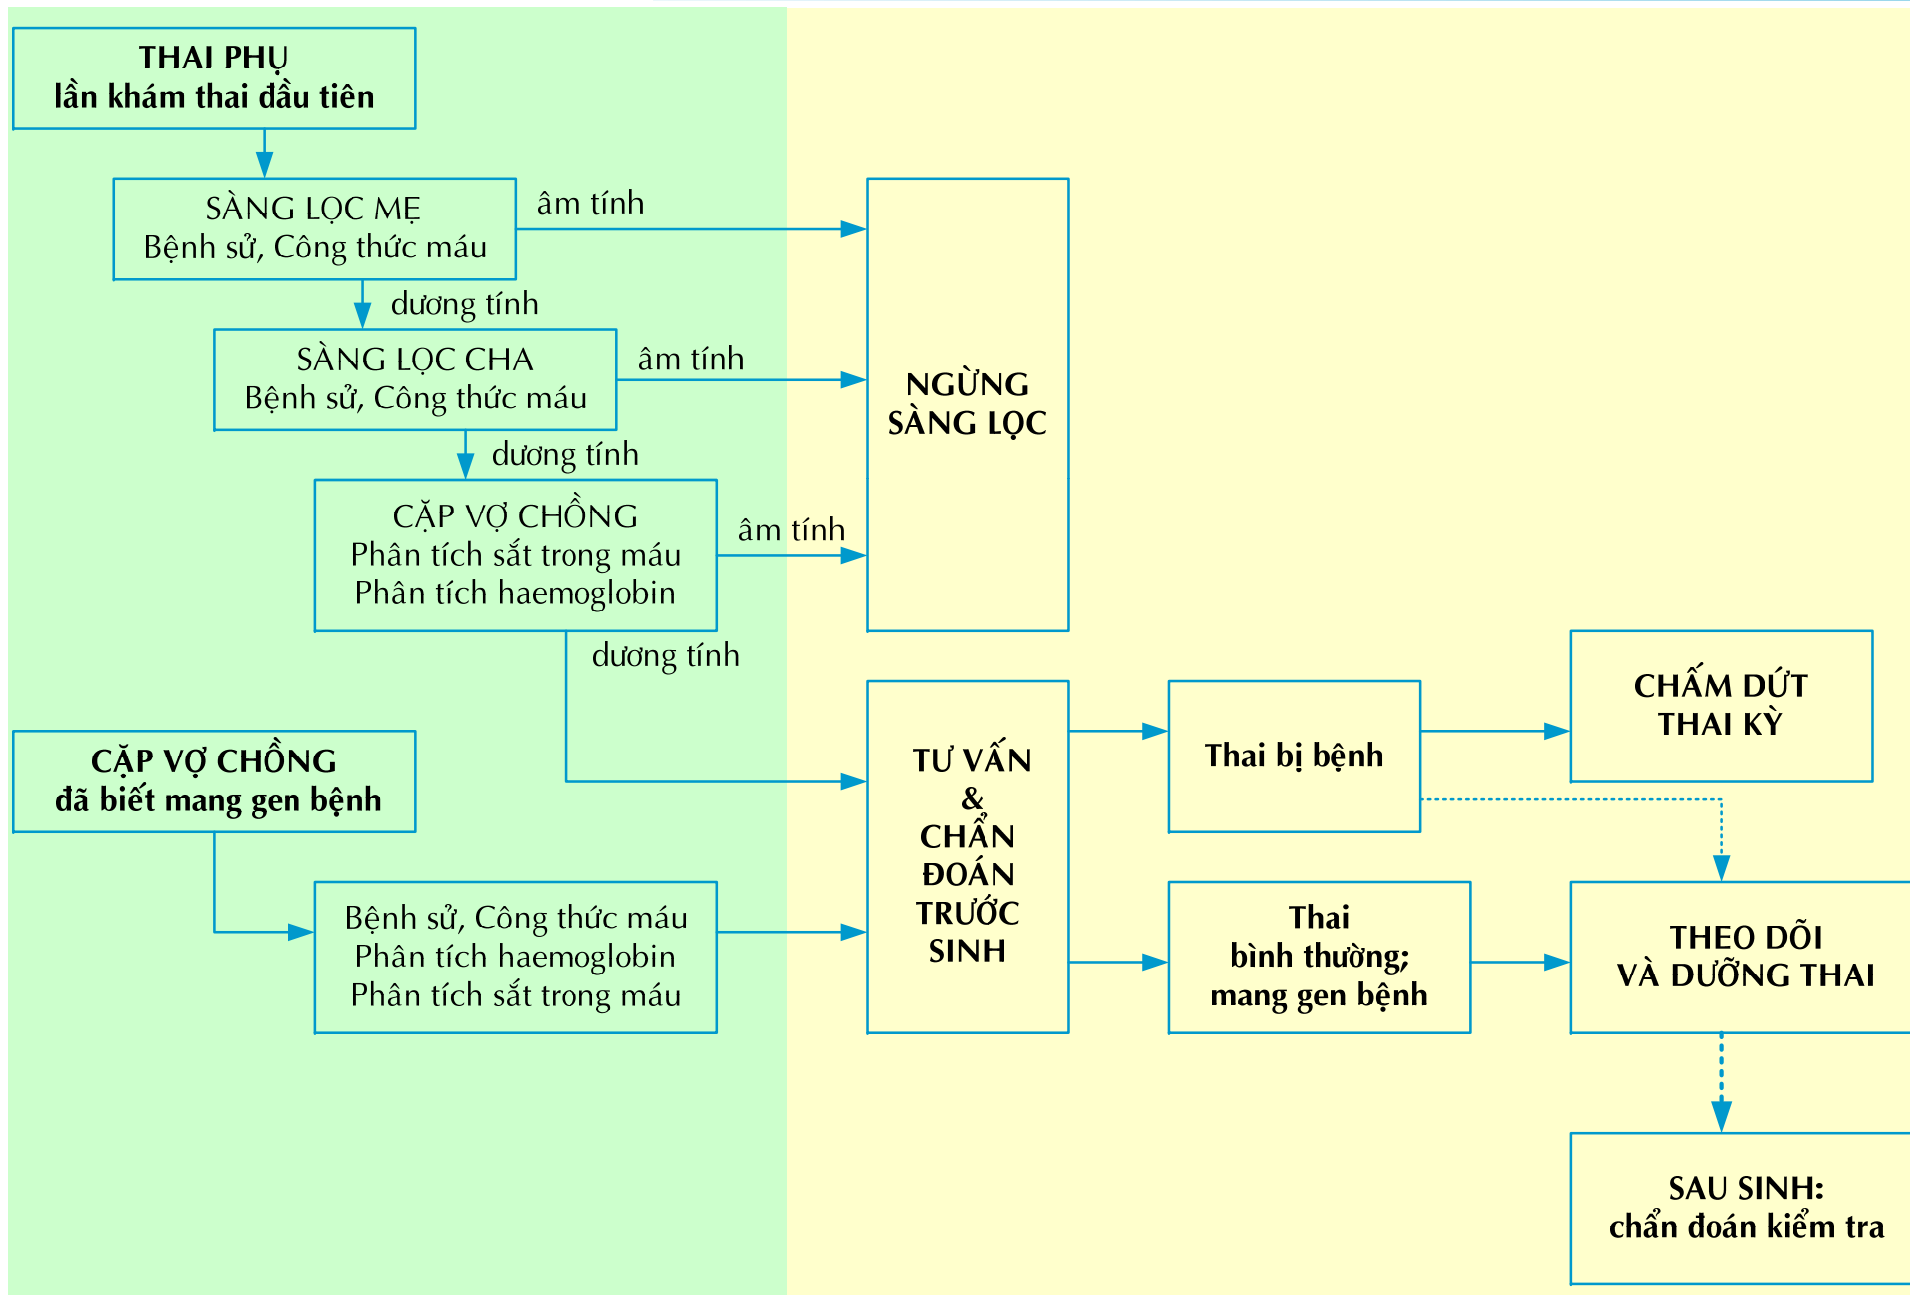 THAI PHỤ
lần khám thai đầu tiên
SÀNG LỌC MẸ
Bệnh sử, Công thức máu
âm tính
dương tính
SÀNG LỌC CHA
Bệnh sử, Công thức máu
âm tính
dương tính
CẶP VỢ CHỒNG
Phân tích sắt trong máu
Phân tích haemoglobin
âm tính
dương tính
NGỪNG
SÀNG LỌC
CẶP VỢ CHỒNG
đã biết mang gen bệnh
Bệnh sử, Công thức máu
Phân tích haemoglobin
Phân tích sắt trong máu
TƯ VẤN
&
CHẨN
ĐOÁN
TRƯỚC
SINH
Thai bị bệnh
CHẤM DỨT
THAI KỲ
Thai
bình thường;
mang gen bệnh
THEO DÕI
VÀ DƯỠNG THAI
SAU SINH:
chẩn đoán kiểm tra